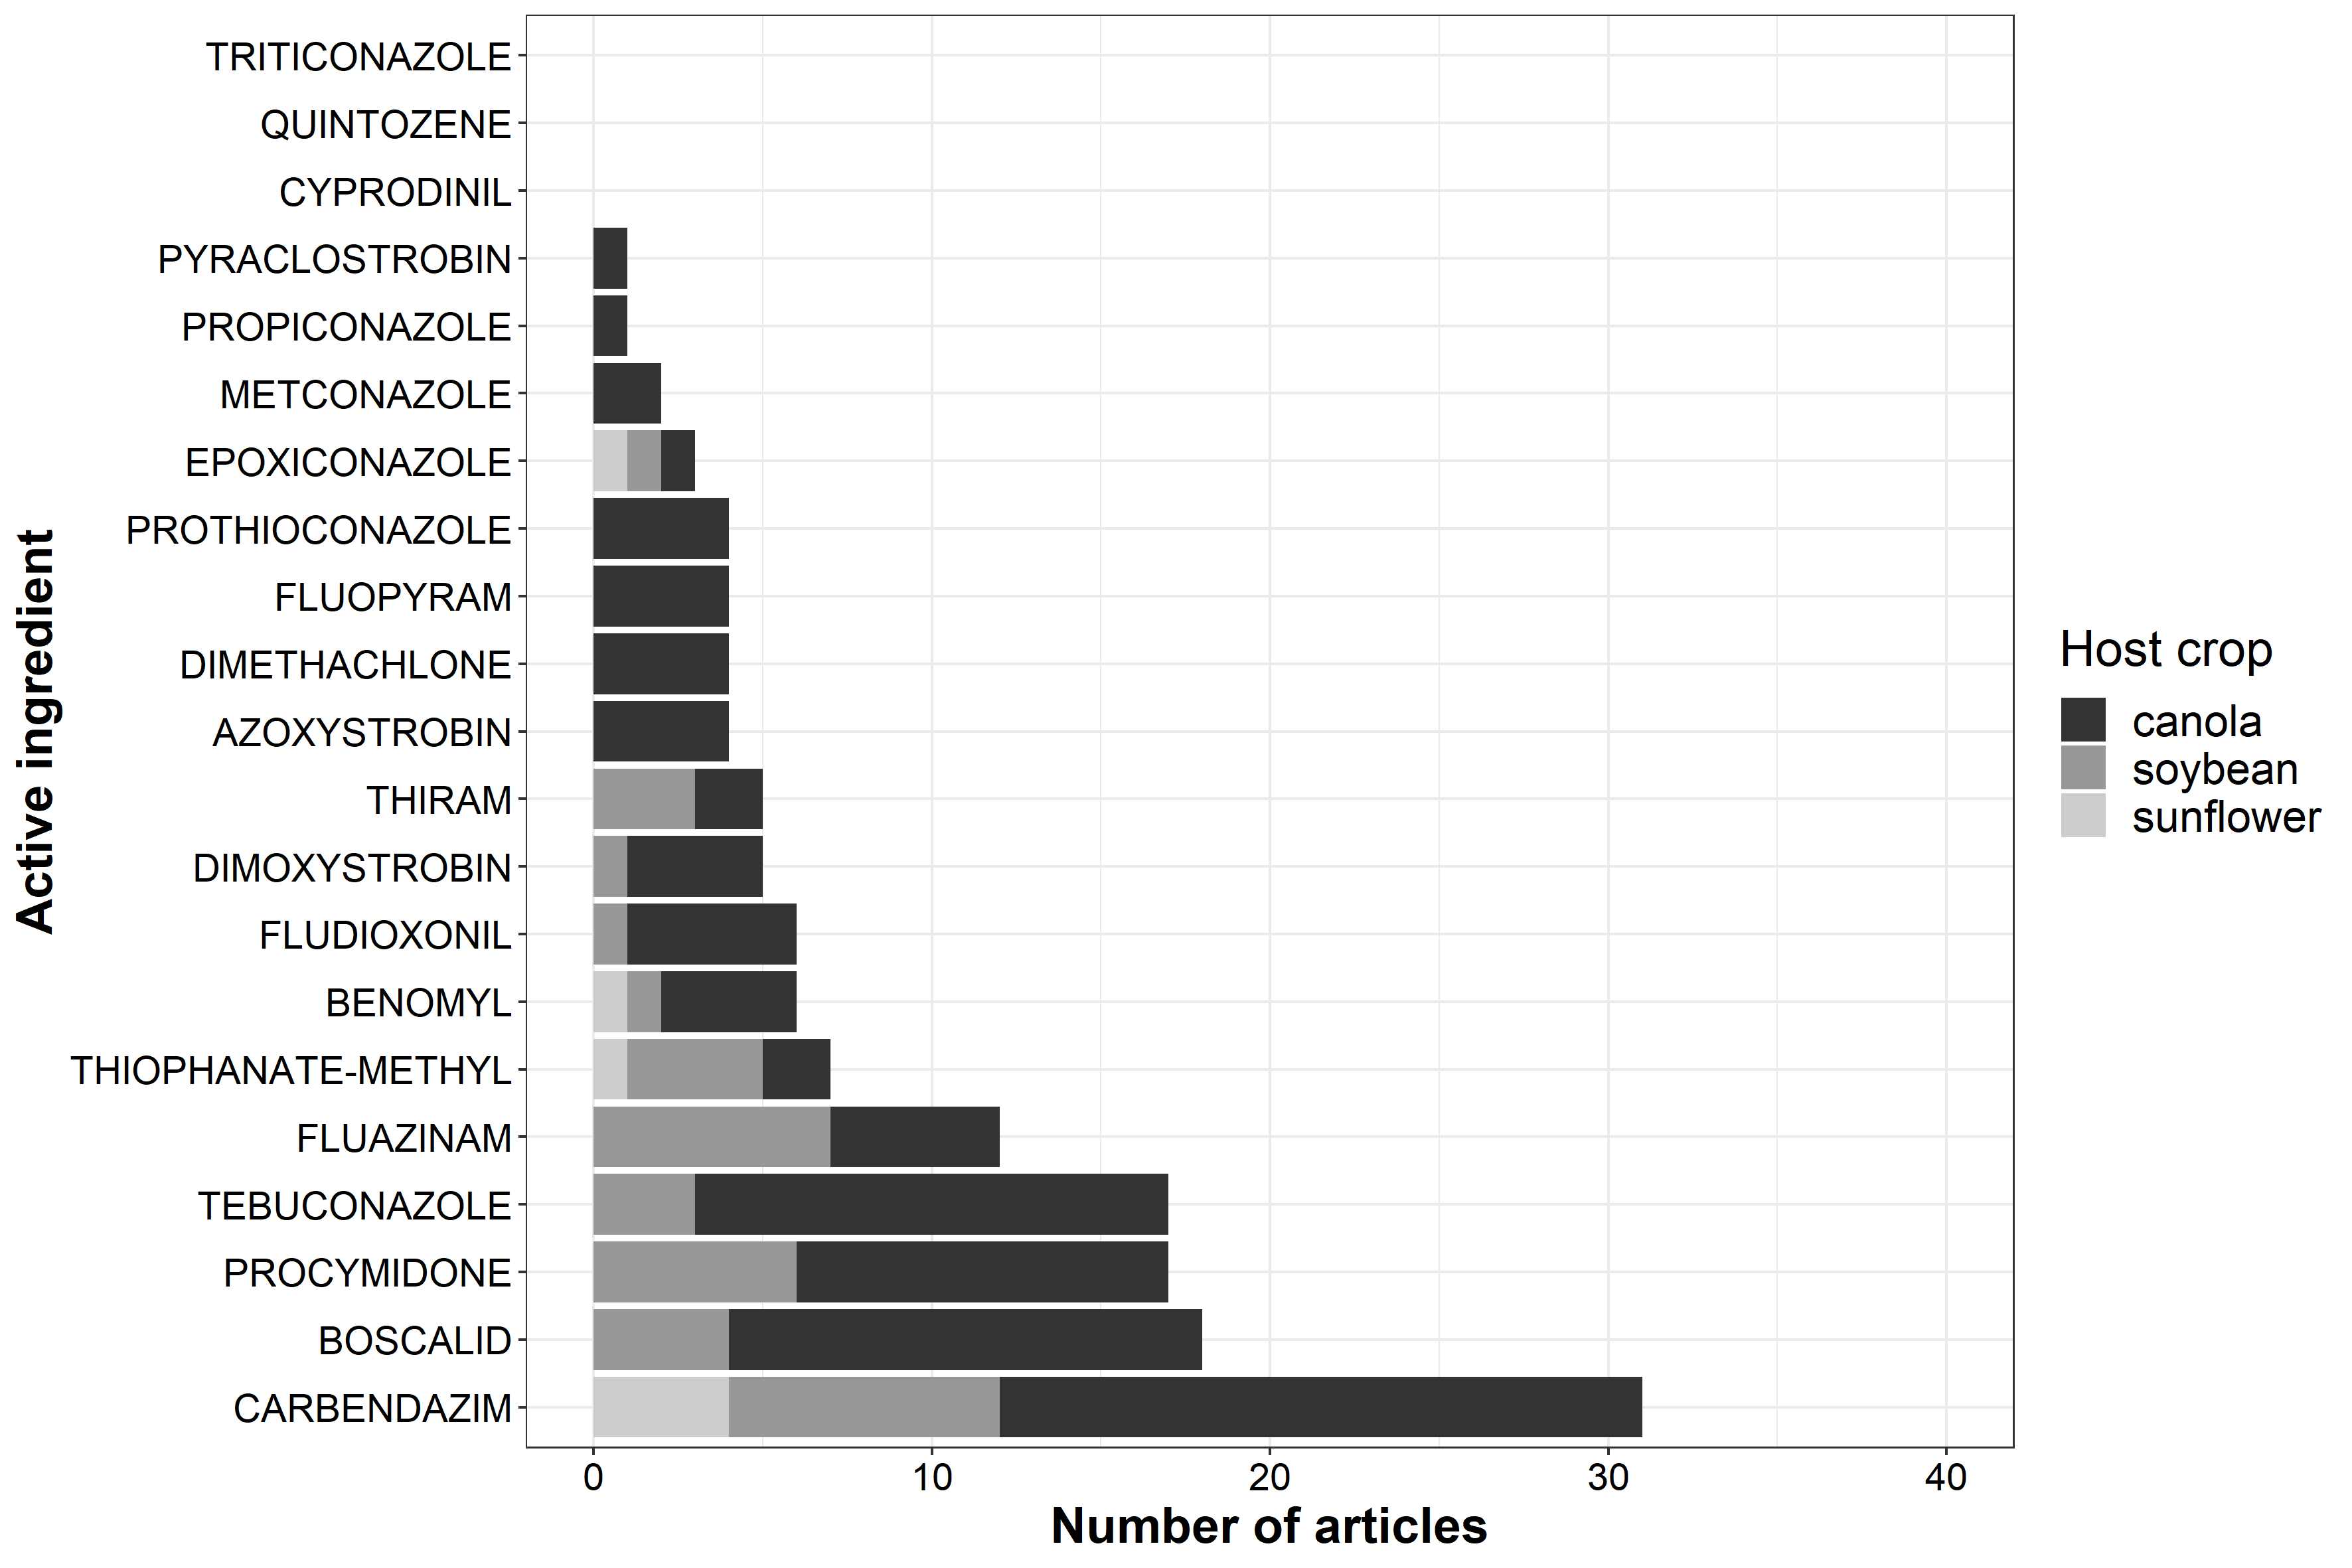 TRITICONAZOLE
QUINTOZENE
CYPRODINIL
PYRACLOSTROBIN
PROPICONAZOLE
METCONAZOLE
EPOXICONAZOLE
PROTHIOCONAZOLE
FLUOPYRAM
DIMETHACHLONE
AZOXYSTROBIN
THIRAM
DIMOXYSTROBIN
FLUDIOXONIL
BENOMYL
THIOPHANATE-METHYL
FLUAZINAM
TEBUCONAZOLE
PROCYMIDONE
BOSCALID
CARBENDAZIM
Active ingredient
0 10 20 30 40
Number of articles
Host crop
canola
soybean
sunflower